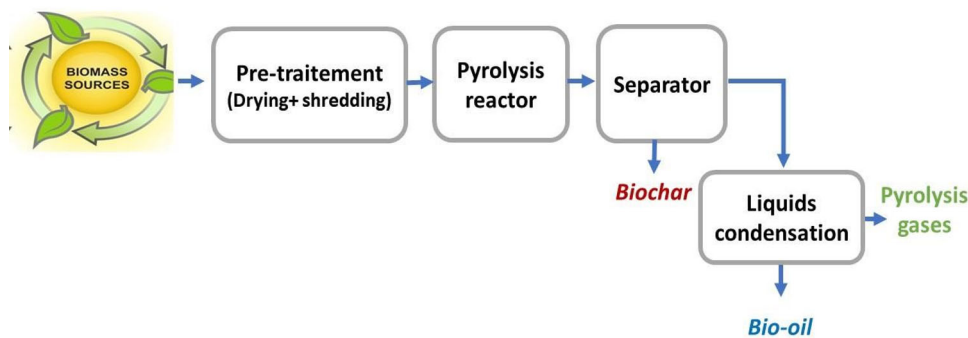 BIOMASS
SOURCES
Pre-traitement
(Drying+ shredding)
Pyrolysis
reactor
Separator
Biochar
Liquids
condensation
Pyrolysis
gases
Bio-oil